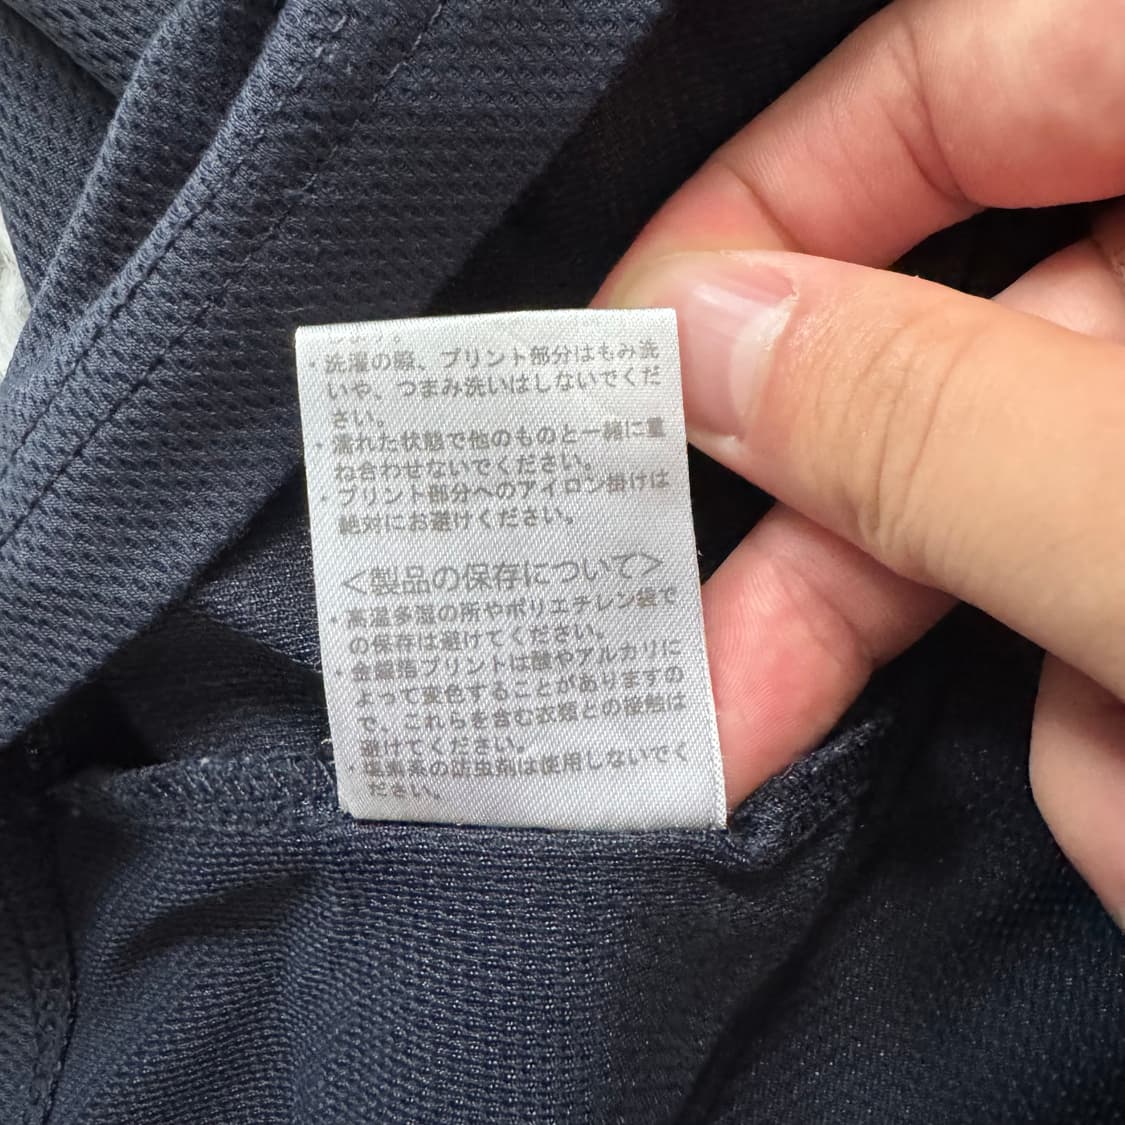 します。
・洗濯の際、プリント部分はもみ洗
いや、つまみ洗いはしないでくだ
さい。
・濡れた状態で他のものと一緒に重
ね合わせないでください。
・プリント部分へのアイロン掛けは
絶対にお避けください。
＜製品の保存について＞
・高温多湿の所やポリエチレン袋で
の保存は避けてください。
・金銀箔プリントは酸やアルカリに
よって変色することがありますの
で、これらを含む衣類との接触は
避けてください。
・塩素系の防虫剤は使用しないでく
ださい。